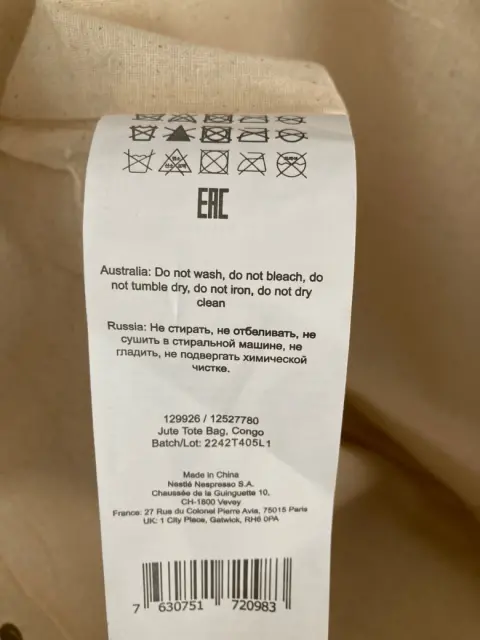 EAC
Australia: Do not wash, do not bleach, do
not tumble dry, do not iron, do not dry
clean
Russia: Не стирать, не отбеливать, не
сушить в стиральной машине, не
гладить, не подвергать химической
чистке.
129926 / 12527780
Jute Tote Bag, Congo
Batch/Lot: 2242T405L1
Made in China
Nestlé Nespresso S.A.
Chaussée de la Guinguette 10,
CH-1800 Vevey
France: 27 Rue du Colonel Pierre Avia, 75015 Paris
UK: 1 City Place, Gatwick, RH6 0PA
7 630751 720983